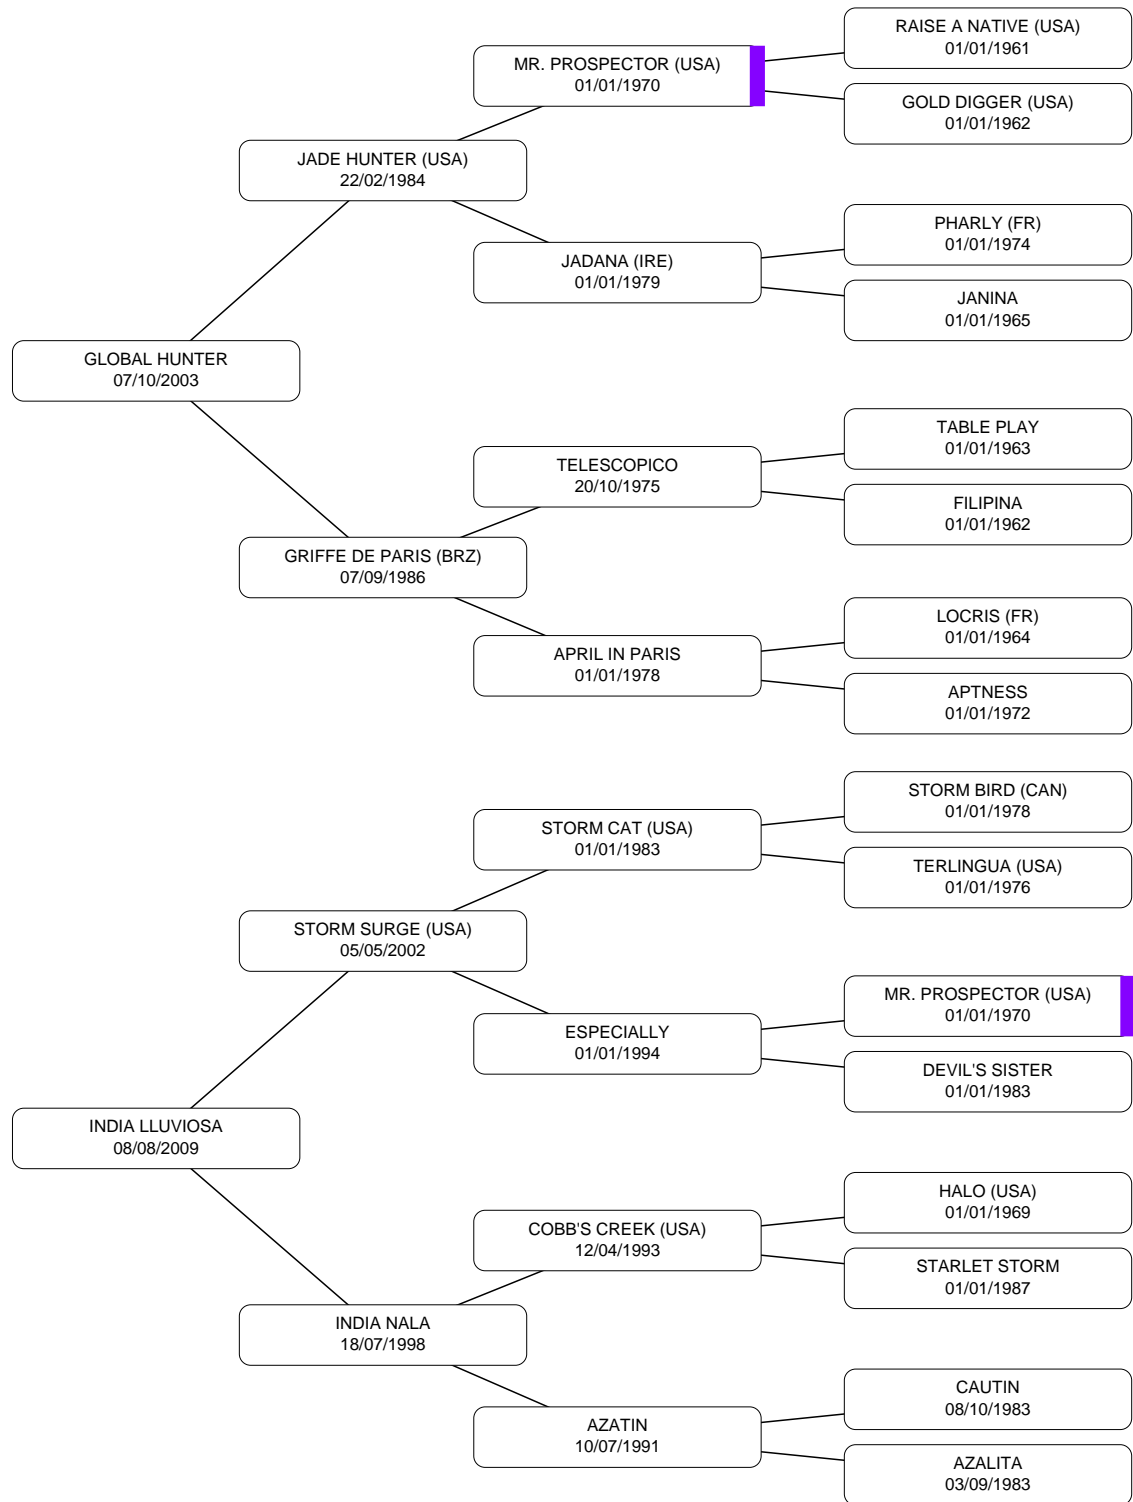 RAISE A NATIVE (USA)
01/01/1961
MR. PROSPECTOR (USA)
01/01/1970
GOLD DIGGER (USA)
01/01/1962
JADE HUNTER (USA)
22/02/1984
PHARLY (FR)
01/01/1974
JADANA (IRE)
01/01/1979
JANINA
01/01/1965
GLOBAL HUNTER
07/10/2003
TABLE PLAY
01/01/1963
TELESCOPICO
20/10/1975
FILIPINA
01/01/1962
GRIFFE DE PARIS (BRZ)
07/09/1986
LOCRIS (FR)
01/01/1964
APRIL IN PARIS
01/01/1978
APTNESS
01/01/1972
STORM BIRD (CAN)
01/01/1978
STORM CAT (USA)
01/01/1983
TERLINGUA (USA)
01/01/1976
STORM SURGE (USA)
05/05/2002
MR. PROSPECTOR (USA)
01/01/1970
ESPECIALLY
01/01/1994
DEVIL'S SISTER
01/01/1983
INDIA LLUVIOSA
08/08/2009
HALO (USA)
01/01/1969
COBB'S CREEK (USA)
12/04/1993
STARLET STORM
01/01/1987
INDIA NALA
18/07/1998
CAUTIN
08/10/1983
AZATIN
10/07/1991
AZALITA
03/09/1983